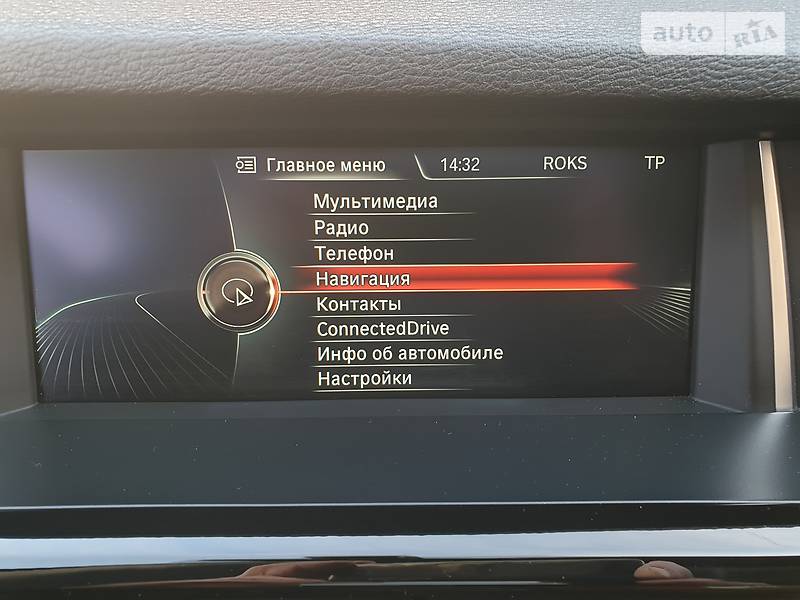 auto RIA
Главное меню 14:32 ROKS TP
Мультимедиа
Радио
Телефон
Навигация
Контакты
ConnectedDrive
Инфо об автомобиле
Настройки